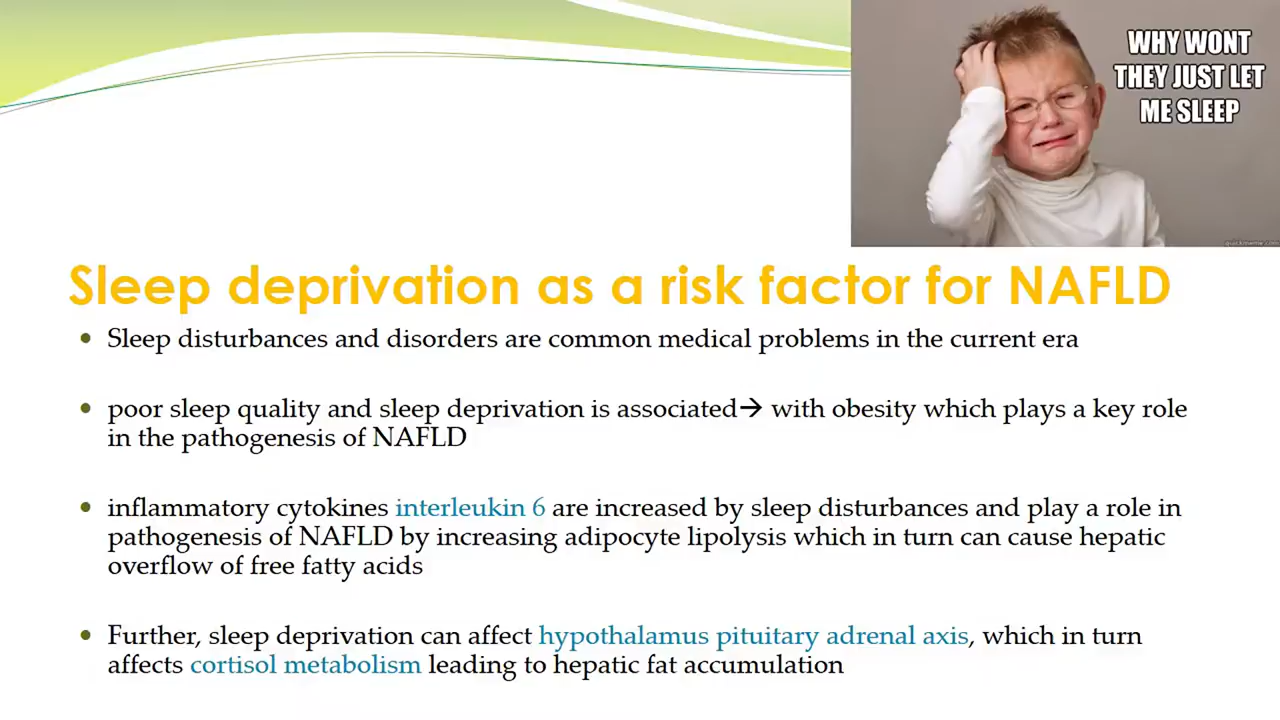 WHY WONT
THEY JUST LET
ME SLEEP
quickmeme.com
Sleep deprivation as a risk factor for NAFLD
• Sleep disturbances and disorders are common medical problems in the current era
• poor sleep quality and sleep deprivation is associated→ with obesity which plays a key role
in the pathogenesis of NAFLD
• inflammatory cytokines interleukin 6 are increased by sleep disturbances and play a role in
pathogenesis of NAFLD by increasing adipocyte lipolysis which in turn can cause hepatic
overflow of free fatty acids
• Further, sleep deprivation can affect hypothalamus pituitary adrenal axis, which in turn
affects cortisol metabolism leading to hepatic fat accumulation